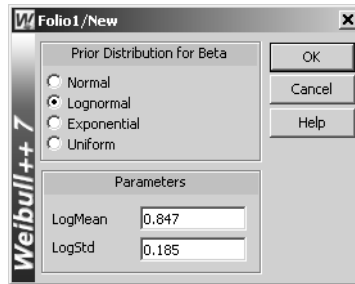 Folio1/New
Prior Distribution for Beta
Normal
Lognormal
Exponential
Uniform
OK
Cancel
Help
Parameters
LogMean 0.847
LogStd 0.185
Weibull++ 7